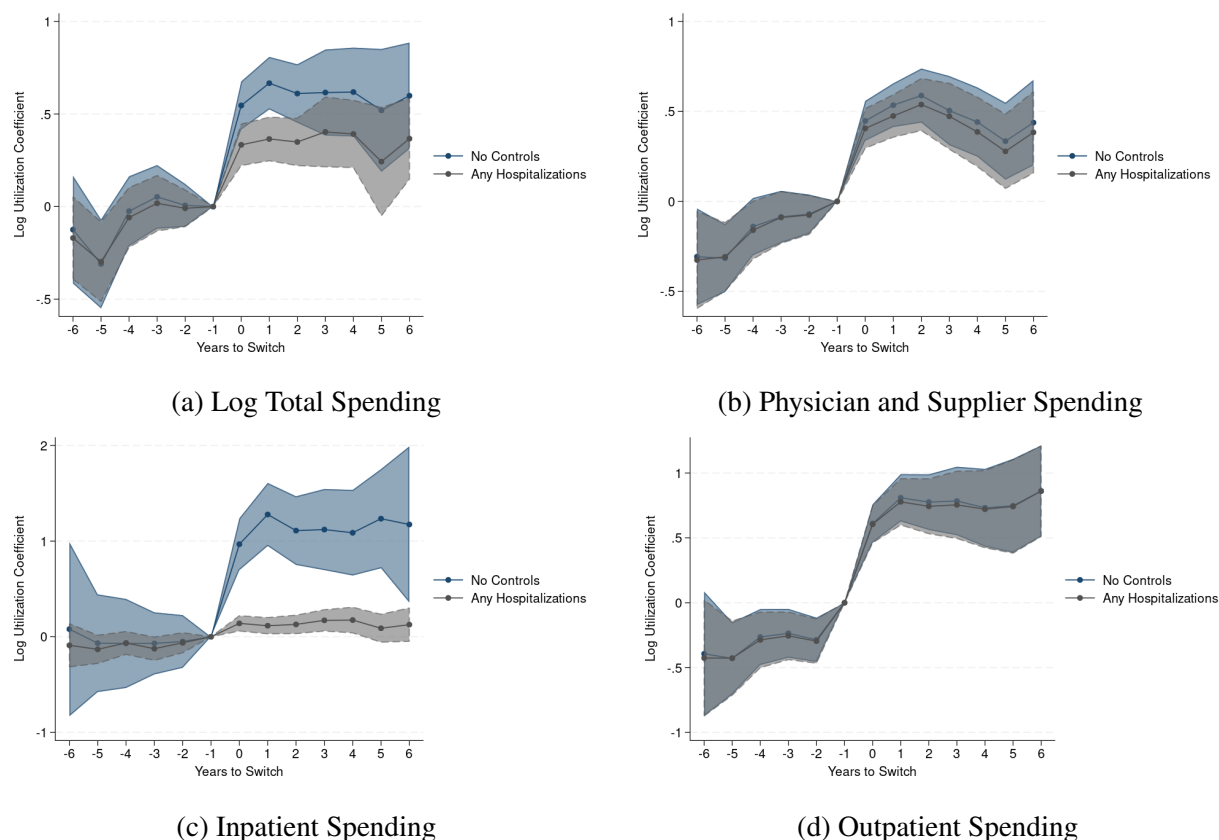 1
.5
0
-.5
Log Utilization Coefficient
-6 -5 -4 -3 -2 -1 0 1 2 3 4 5 6
Years to Switch
No Controls
Any Hospitalizations
(a) Log Total Spending
1
.5
0
-.5
Log Utilization Coefficient
-6 -5 -4 -3 -2 -1 0 1 2 3 4 5 6
Years to Switch
No Controls
Any Hospitalizations
(b) Physician and Supplier Spending
2
1
0
-1
Log Utilization Coefficient
-6 -5 -4 -3 -2 -1 0 1 2 3 4 5 6
Years to Switch
No Controls
Any Hospitalizations
(c) Inpatient Spending
1
.5
0
-.5
-1
Log Utilization Coefficient
-6 -5 -4 -3 -2 -1 0 1 2 3 4 5 6
Years to Switch
No Controls
Any Hospitalizations
(d) Outpatient Spending